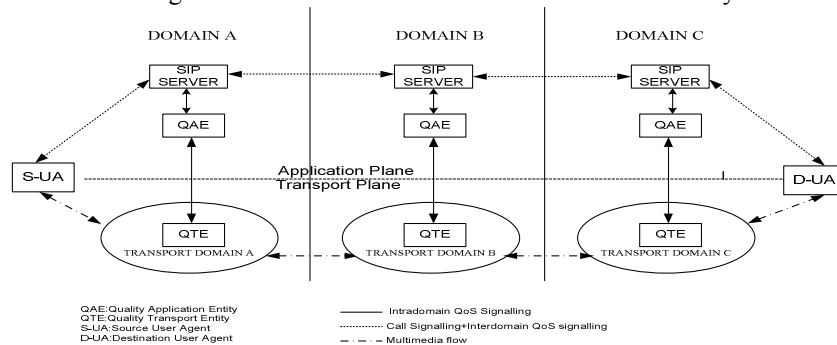 DOMAIN A
DOMAIN B
DOMAIN C
SIP
SERVER
SIP
SERVER
SIP
SERVER
QAE
QAE
QAE
S-UA
Application Plane
Transport Plane
D-UA
QTE
QTE
QTE
TRANSPORT DOMAIN A
TRANSPORT DOMAIN B
TRANSPORT DOMAIN C
QAE:Quality Application Entity
QTE:Quality Transport Entity
S-UA:Source User Agent
D-UA:Destination User Agent
Intradomain QoS Signalling
Call Signalling+Interdomain QoS signalling
Multimedia flow